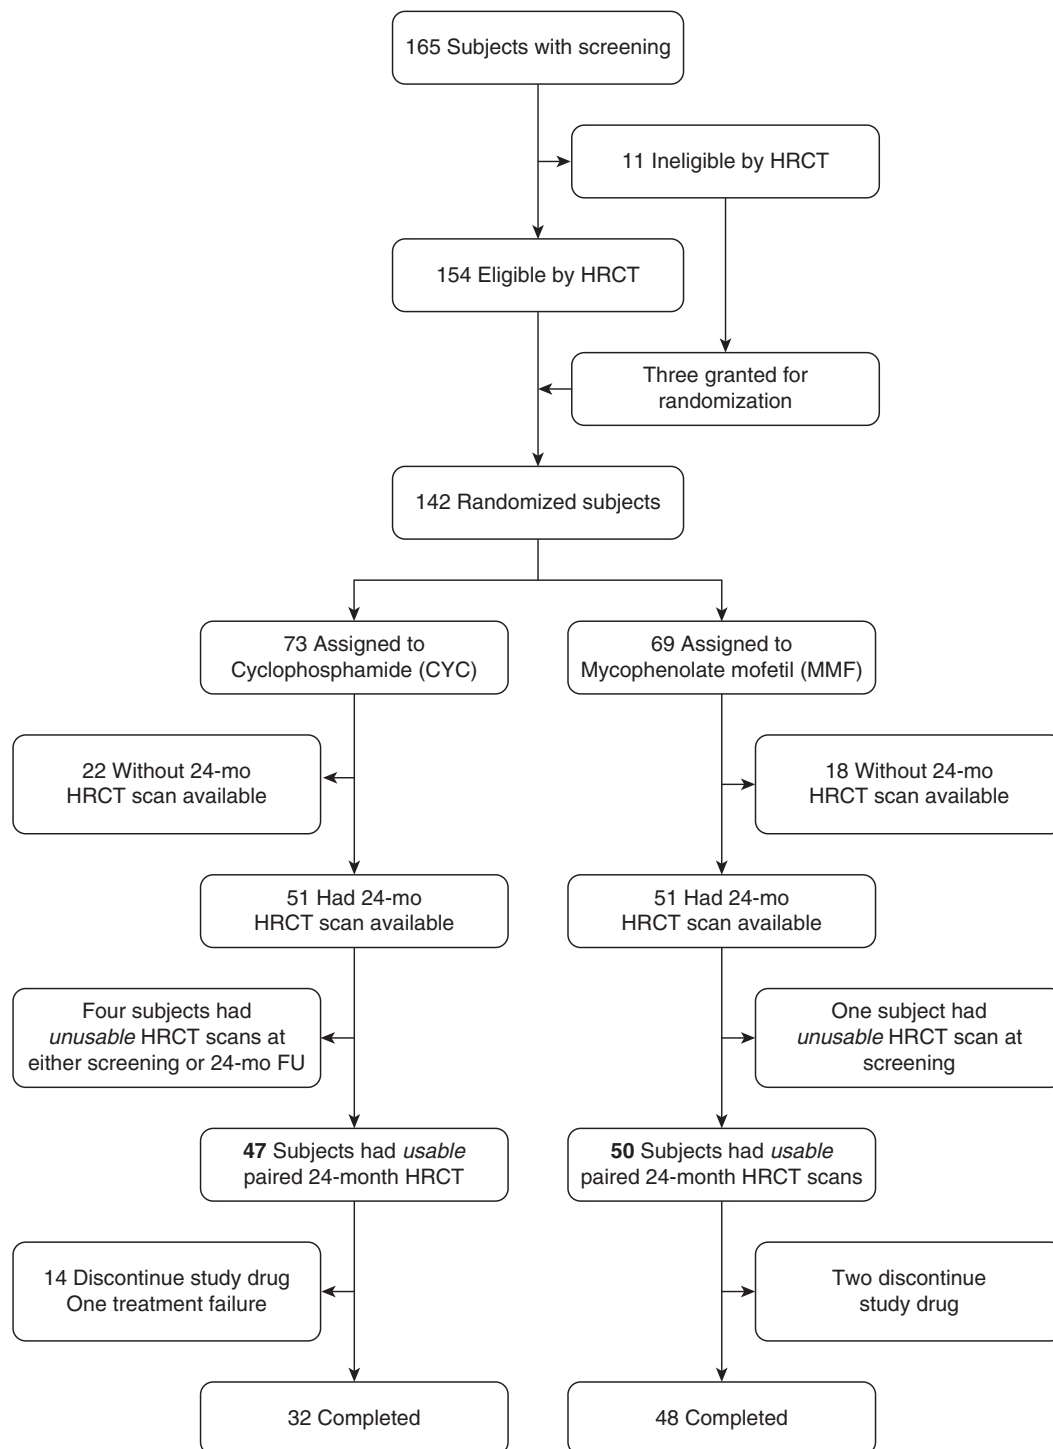 165 Subjects with screening
11 Ineligible by HRCT
154 Eligible by HRCT
Three granted for
randomization
142 Randomized subjects
73 Assigned to
Cyclophosphamide (CYC)
69 Assigned to
Mycophenolate mofetil (MMF)
22 Without 24-mo
HRCT scan available
18 Without 24-mo
HRCT scan available
51 Had 24-mo
HRCT scan available
51 Had 24-mo
HRCT scan available
Four subjects had
unusable HRCT scans at
either screening or 24-mo FU
One subject had
unusable HRCT scan at
screening
47 Subjects had usable
paired 24-month HRCT
50 Subjects had usable
paired 24-month HRCT scans
14 Discontinue study drug
One treatment failure
Two discontinue
study drug
32 Completed
48 Completed